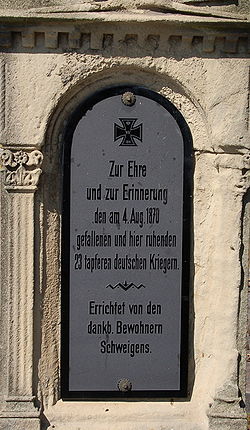 Zur Ehre
und zur Erinnerung
den am 4. Aug. 1870
gefallenen und hier ruhenden
23 tapferen deutschen Kriegern.
Errichtet von den
dankb. Bewohnern
Schweigens.